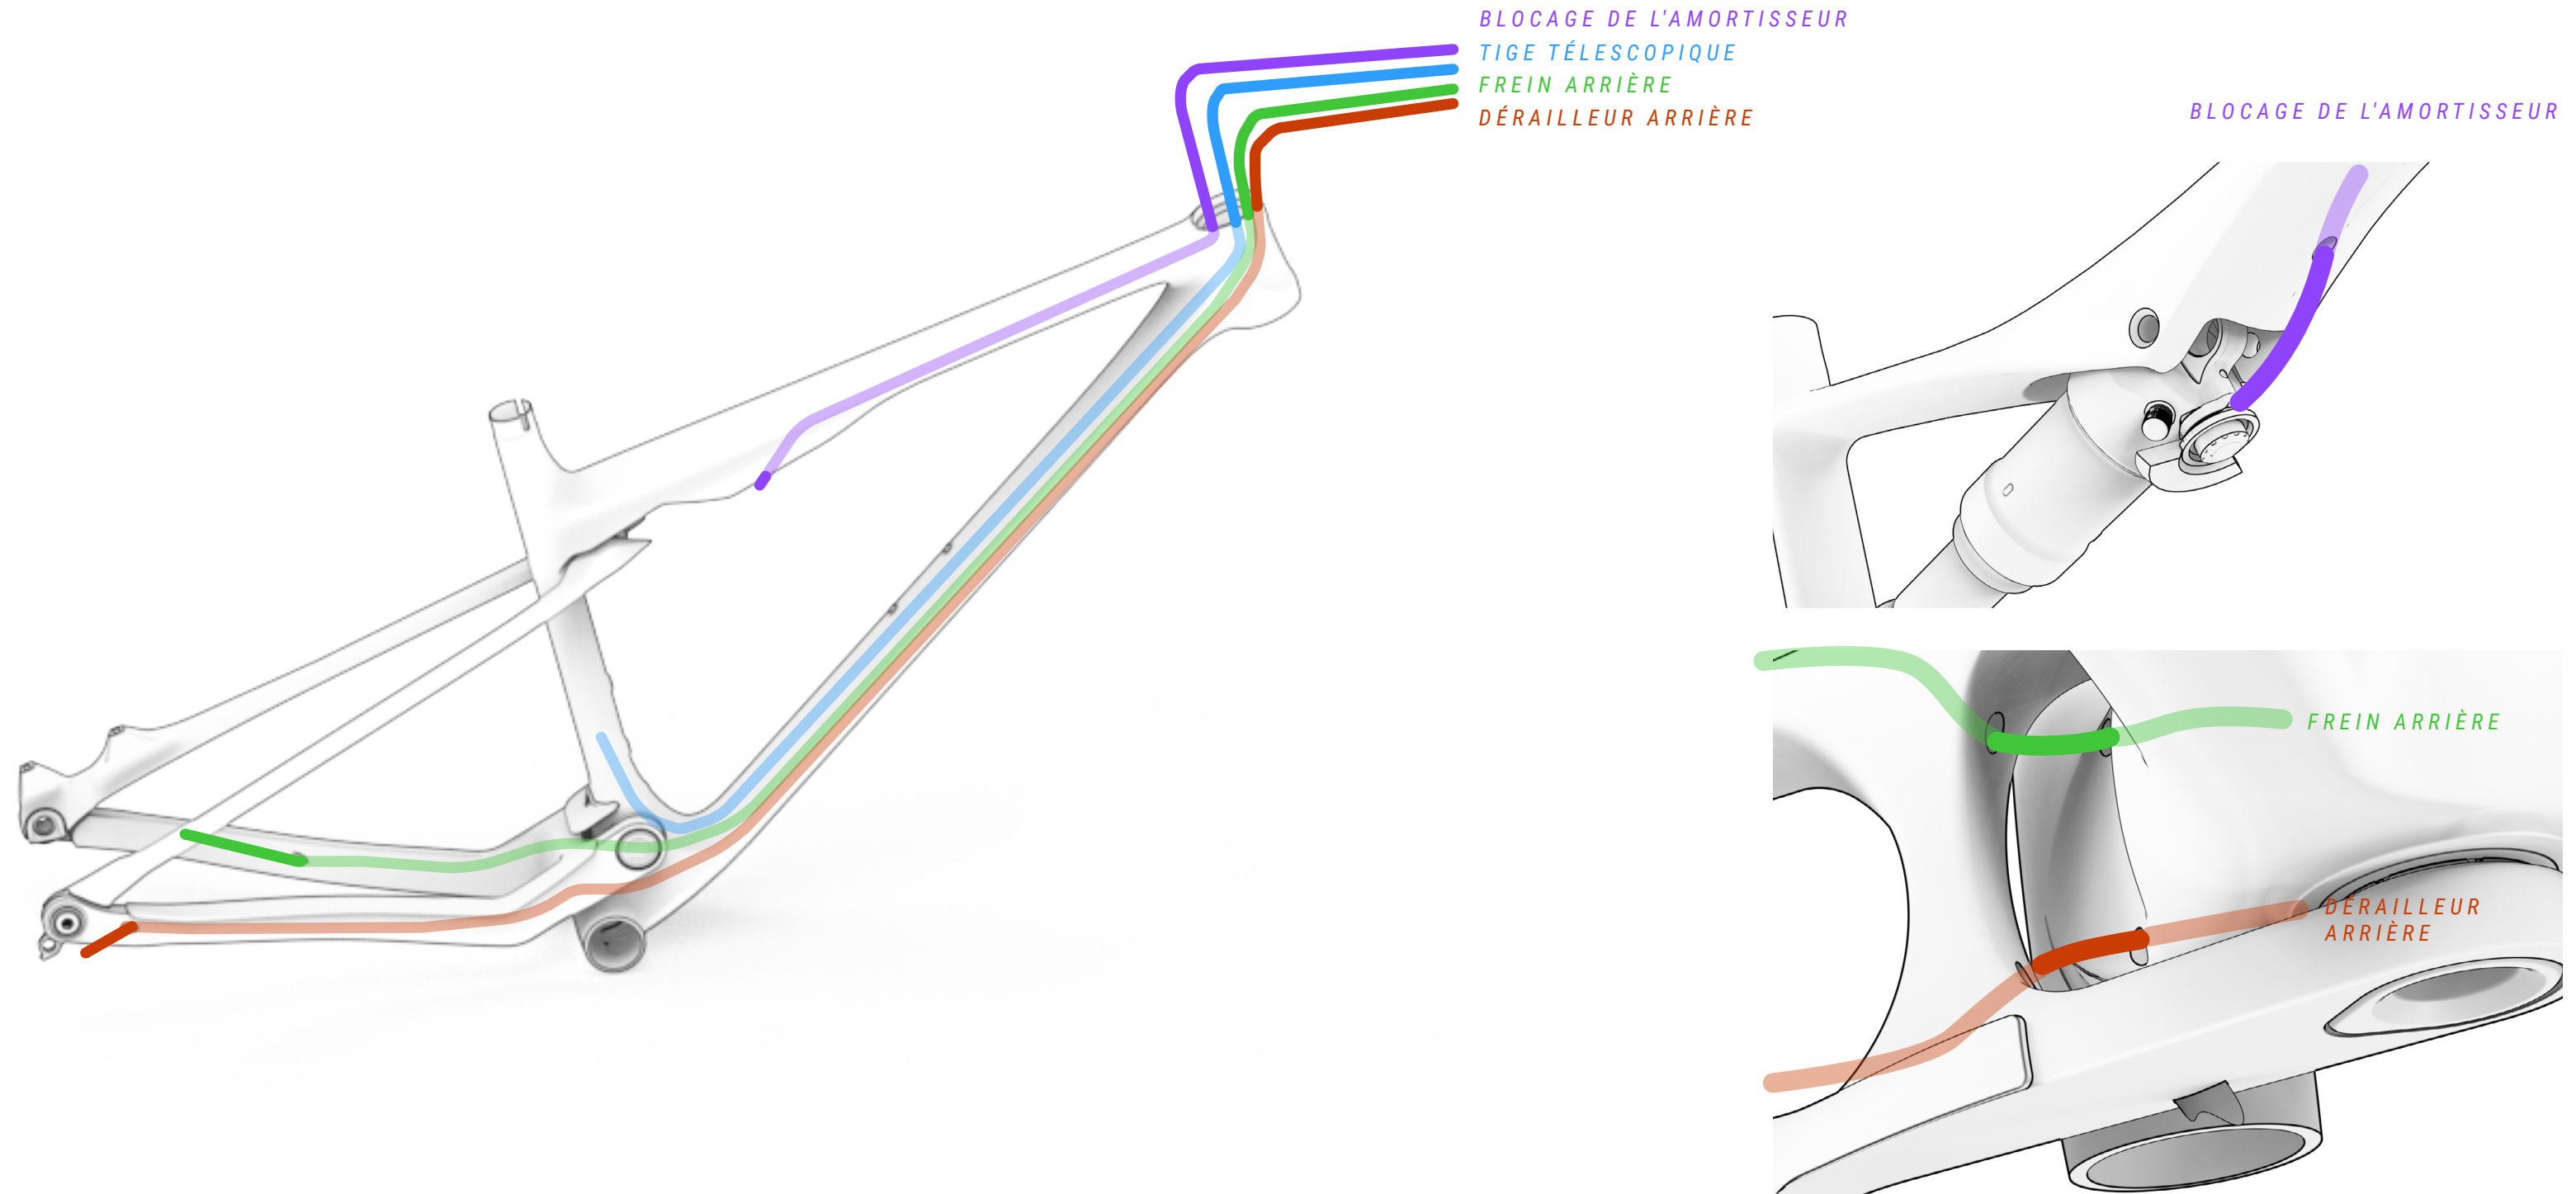 BLOCAGE DE L'AMORTISSEUR
TIGE TÉLESCOPIQUE
FREIN ARRIÈRE
DÉRAILLEUR ARRIÈRE
BLOCAGE DE L'AMORTISSEUR
FREIN ARRIÈRE
DÉRAILLEUR
ARRIÈRE